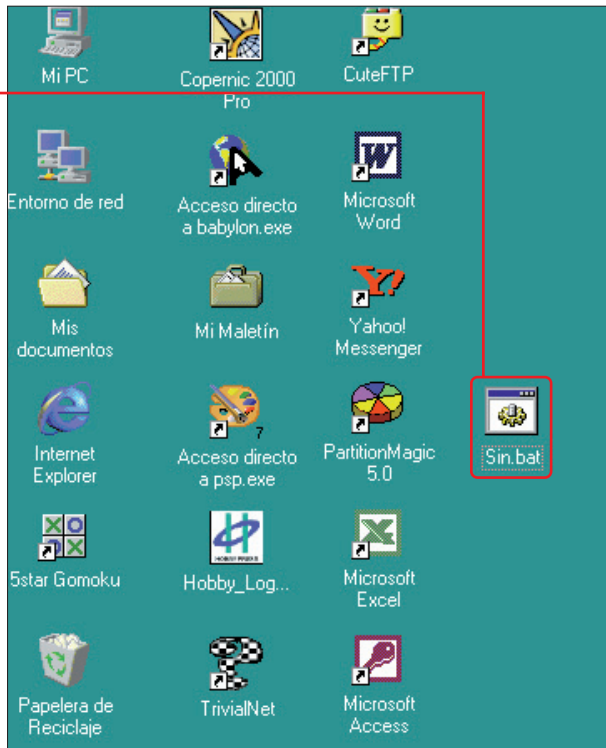 Mi PC
Copernic 2000
Pro
CuteFTP
Entorno de red
Acceso directo
a babylon.exe
Microsoft
Word
Mis
documentos
Mi Maletín
Yahoo!
Messenger
Internet
Explorer
Acceso directo
a psp.exe
PartitionMagic
5.0
Sin.bat
5star Gomoku
Hobby_Log...
Microsoft
Excel
Papelera de
Reciclaje
TrivialNet
Microsoft
Access